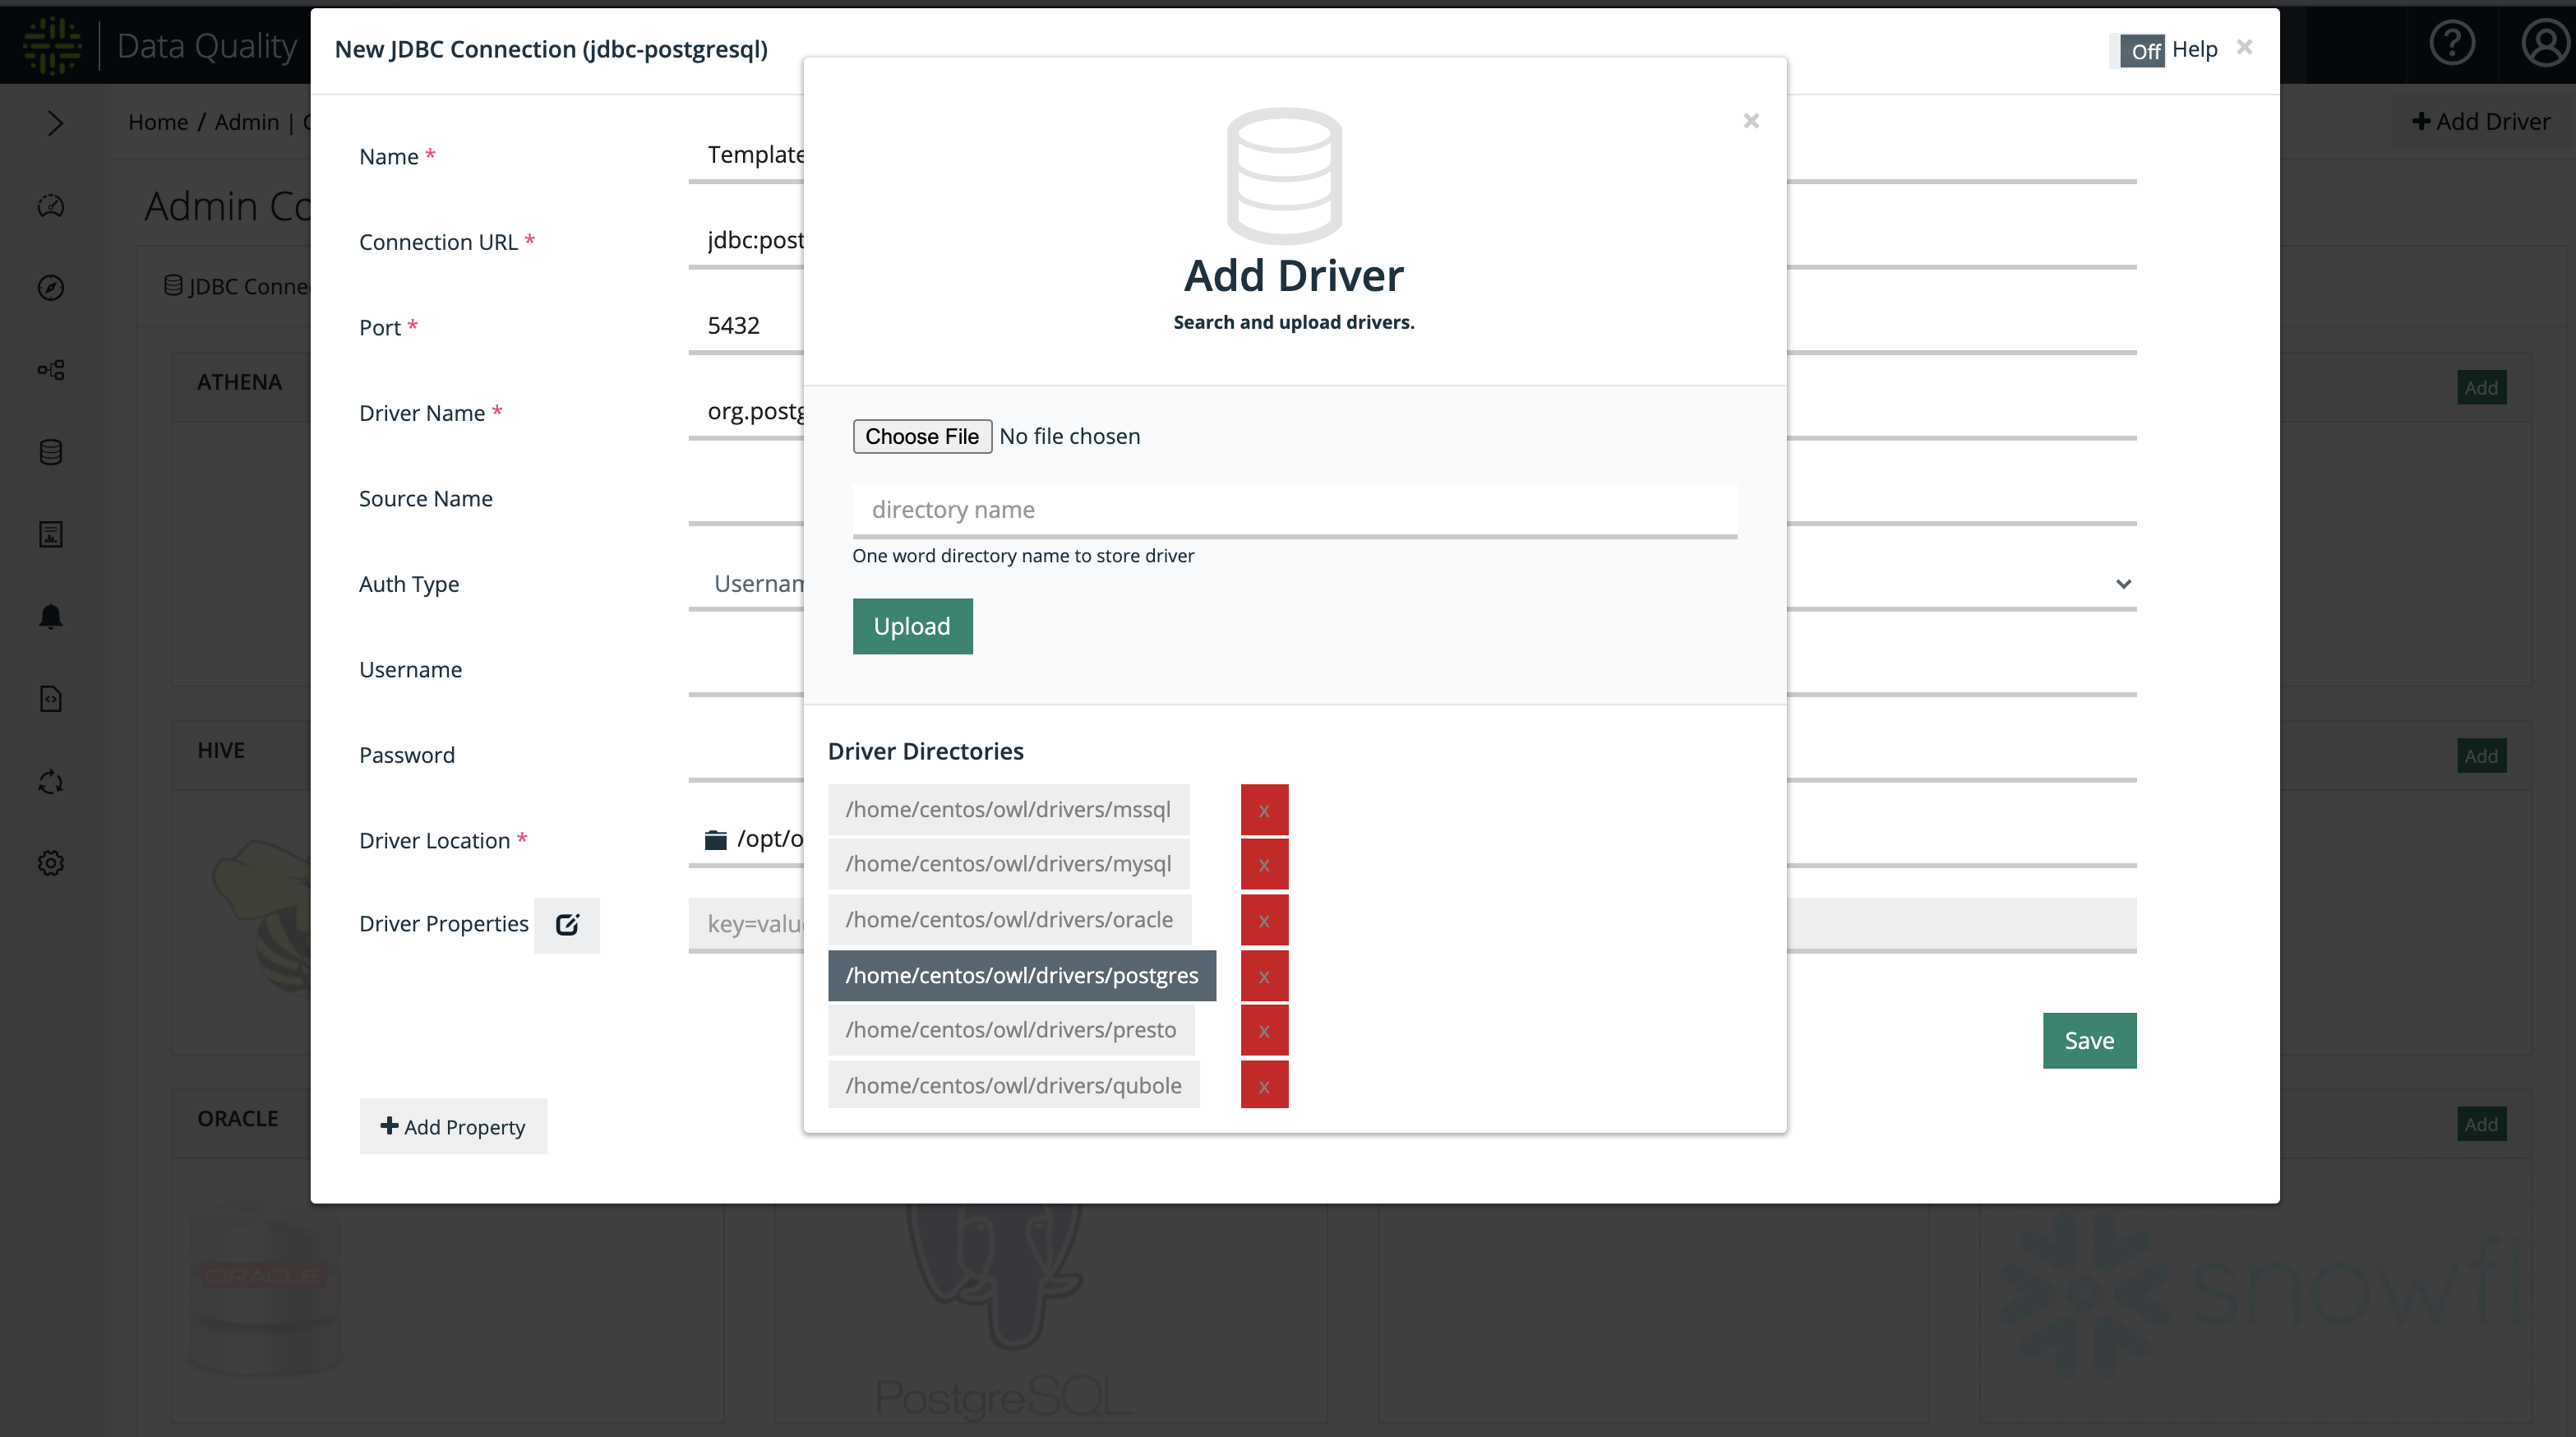 Data Quality
New JDBC Connection (jdbc-postgresql)
Off Help ×
Home / Admin |
+ Add Driver
Admin Co
JDBC Conne
Name *
Template
Connection URL *
jdbc:post
Port *
5432
Driver Name *
org.postg
Source Name
Auth Type
Usernam
Username
Password
Driver Location *
/opt/o
Driver Properties
key=valu
+ Add Property
Save
×
Add Driver
Search and upload drivers.
Choose File No file chosen
directory name
One word directory name to store driver
Upload
Driver Directories
/home/centos/owl/drivers/mssql x
/home/centos/owl/drivers/mysql x
/home/centos/owl/drivers/oracle x
/home/centos/owl/drivers/postgres x
/home/centos/owl/drivers/presto x
/home/centos/owl/drivers/qubole x
ATHENA
Add
HIVE
Add
ORACLE
Add
ORACLE
PostgreSQL
snowfl